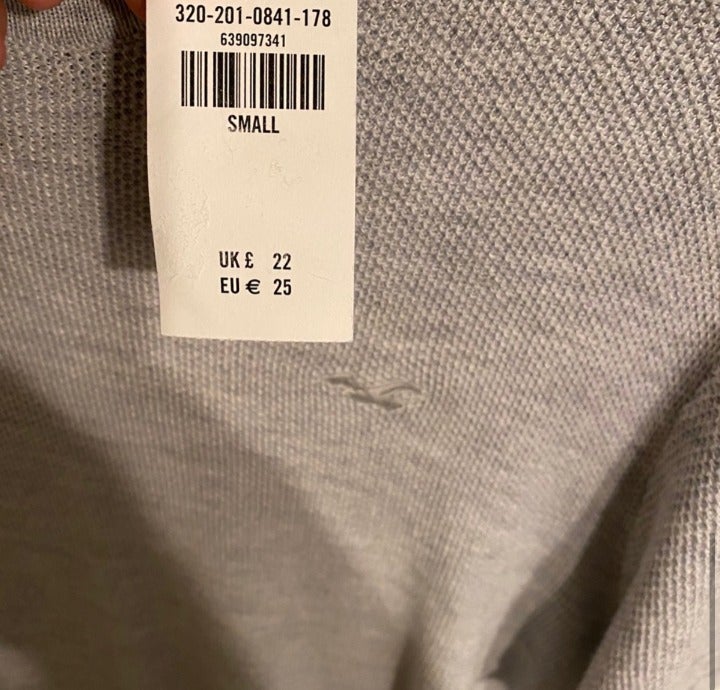 320-201-0841-178
639097341
SMALL
UK £ 22
EU € 25